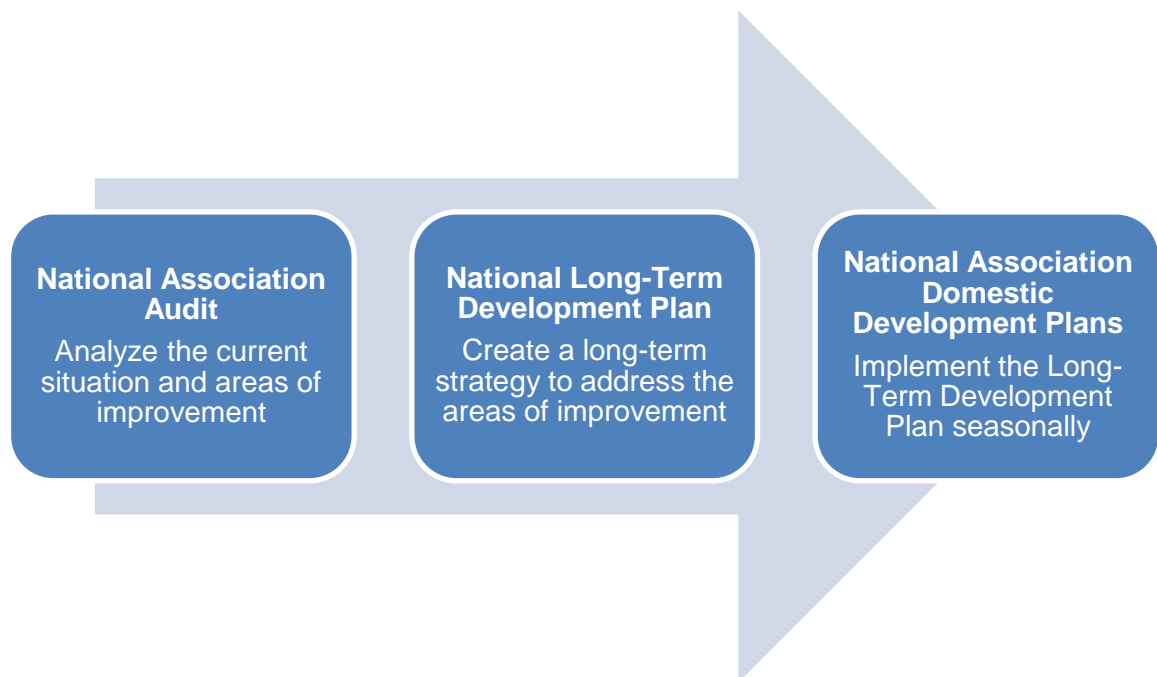 National Association
Audit
Analyze the current
situation and areas of
improvement
National Long-Term
Development Plan
Create a long-term
strategy to address the
areas of improvement
National Association
Domestic
Development Plans
Implement the Long-
Term Development
Plan seasonally